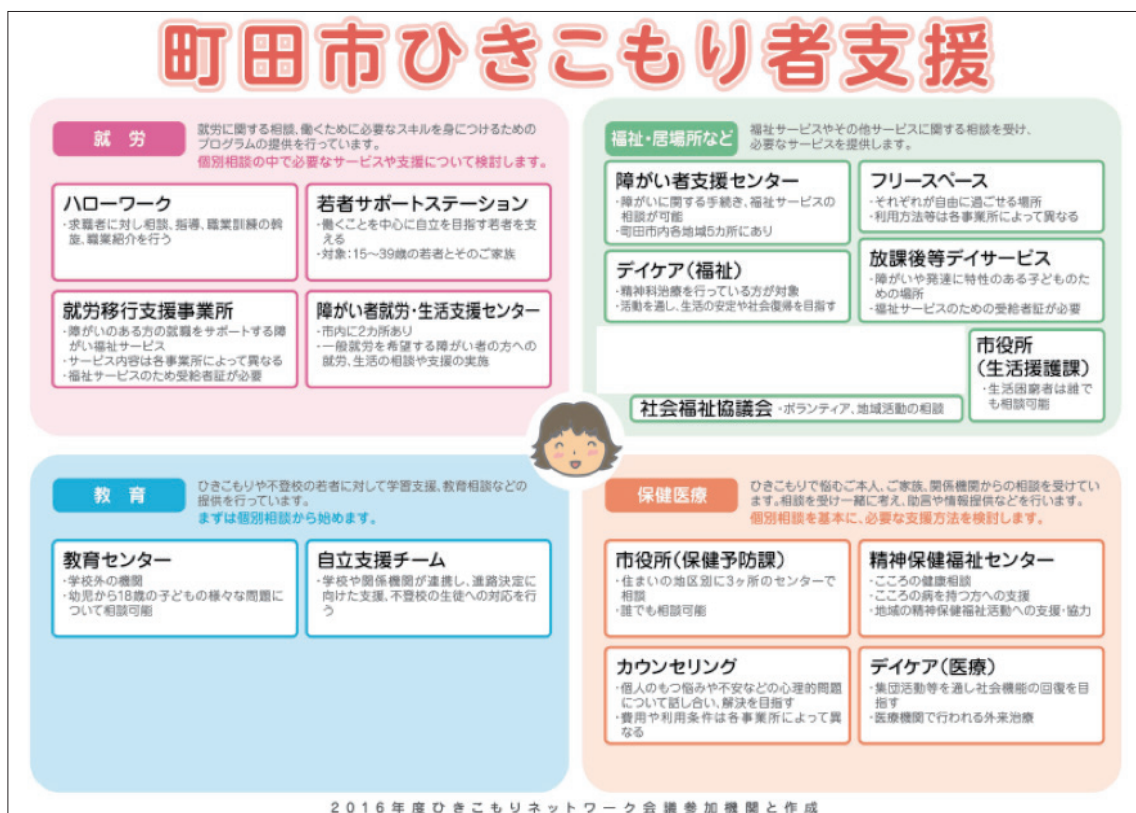 町田市ひきこもり者支援
就 労
就労に関する相談、働くために必要なスキルを身につけるための
プログラムの提供を行っています。
個別相談の中で必要なサービスや支援について検討します。
ハローワーク
・求職者に対し相談、指導、職業訓練の斡
旋、職業紹介を行う
若者サポートステーション
・働くことを中心に自立を目指す若者を支
える
・対象：15～39歳の若者とそのご家族
就労移行支援事業所
・障がいのある方の就職をサポートする障
がい福祉サービス
・サービス内容は各事業所によって異なる
・福祉サービスのため受給者証が必要
障がい者就労・生活支援センター
・市内に2カ所あり
・一般就労を希望する障がい者の方への
就労、生活の相談や支援の実施
福祉・居場所など
福祉サービスやその他サービスに関する相談を受け、
必要なサービスを提供します。
障がい者支援センター
・障がいに関する手続き、福祉サービスの
相談が可能
・町田市内各地域5カ所にあり
フリースペース
・それぞれが自由に過ごせる場所
・利用方法等は各事業所によって異なる
デイケア（福祉）
・精神科治療を行っている方が対象
・活動を通し、生活の安定や社会復帰を目指す
放課後等デイサービス
・障がいや発達に特性のある子どものた
めの場所
・福祉サービスのための受給者証が必要
市役所
（生活援護課）
・生活困窮者は誰で
も相談可能
社会福祉協議会 ・ボランティア、地域活動の相談
教 育
ひきこもりや不登校の若者に対して学習支援、教育相談などの
提供を行っています。
まずは個別相談から始めます。
教育センター
・学校外の機関
・幼児から18歳の子どもの様々な問題に
ついて相談可能
自立支援チーム
・学校や関係機関が連携し、進路決定に
向けた支援、不登校の生徒への対応を行
う
保健医療
ひきこもりで悩むご本人、ご家族、関係機関からの相談を受けてい
ます。相談を受け一緒に考え、助言や情報提供などを行います。
個別相談を基本に、必要な支援方法を検討します。
市役所（保健予防課）
・住まいの地区別に3ヶ所のセンターで
相談
・誰でも相談可能
精神保健福祉センター
・こころの健康相談
・こころの病を持つ方への支援
・地域の精神保健福祉活動への支援・協力
カウンセリング
・個人のもつ悩みや不安などの心理的問題
について話し合い、解決を目指す
・費用や利用条件は各事業所によって異
なる
デイケア（医療）
・集団活動等を通し社会機能の回復を目
指す
・医療機関で行われる外来治療
2016年度ひきこもりネットワーク会議参加機関と作成